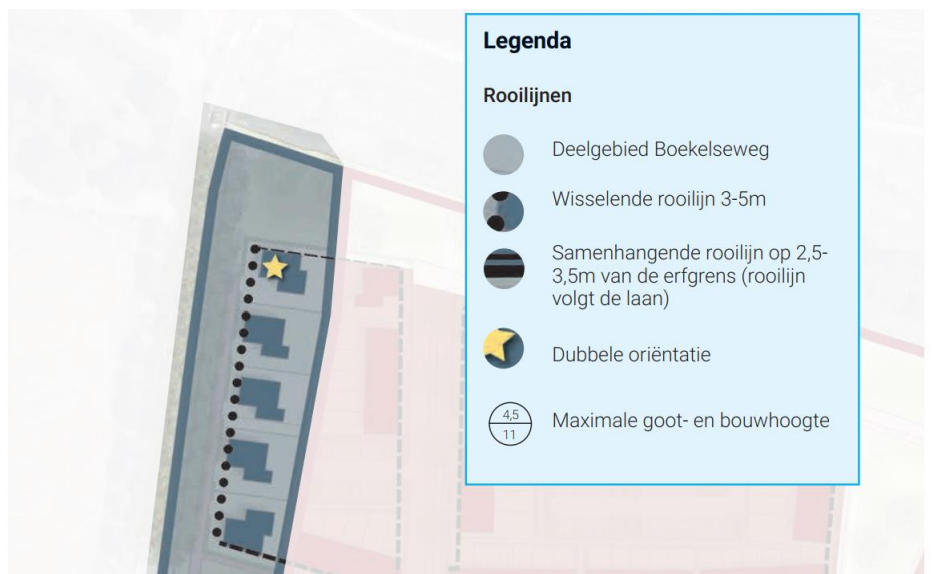 Legenda
Rooilijnen
Deelgebied Boekelseweg
Wisselende rooilijn 3-5m
Samenhangende rooilijn op 2,5-
3,5m van de erfgrens (rooilijn
volgt de laan)
Dubbele oriëntatie
4,5
11
Maximale goot- en bouwhoogte